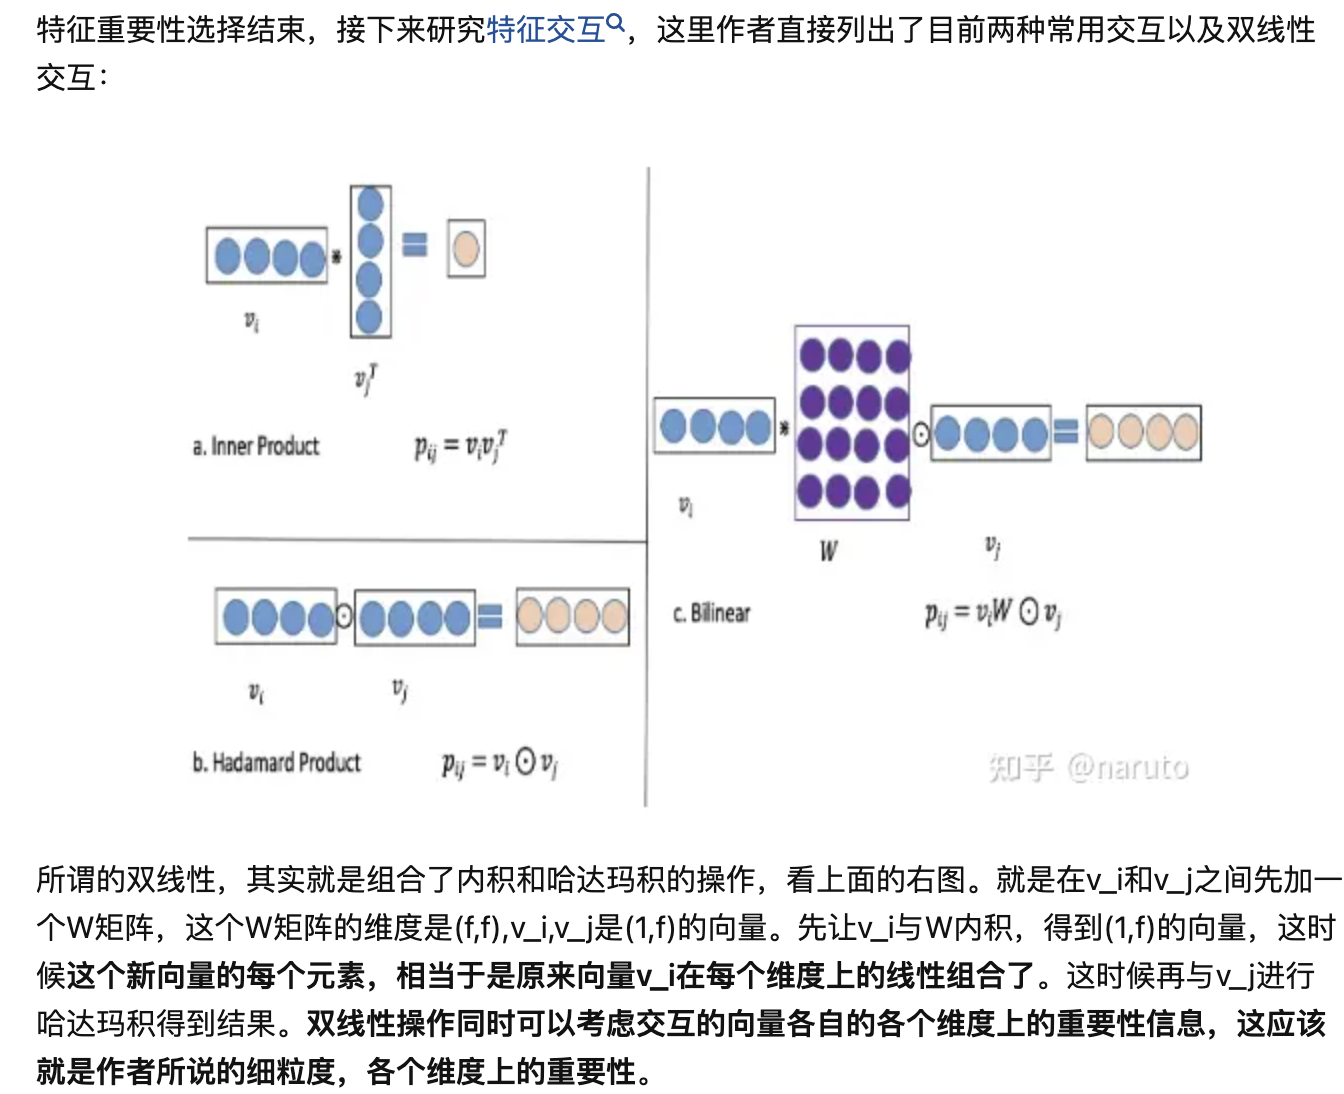 特征重要性选择结束，接下来研究特征交互，这里作者直接列出了目前两种常用交互以及双线性
交互：
v_i
v_j^T
a. Inner Product
p_ij = v_i v_j^T
v_i
W
v_j
c. Bilinear
p_ij = v_i W ⊙ v_j
v_i
v_j
b. Hadamard Product
p_ij = v_i ⊙ v_j
知乎 @naruto
所谓的双线性，其实就是组合了内积和哈达玛积的操作，看上面的右图。就是在v_i和v_j之间先加一
个W矩阵，这个W矩阵的维度是(f,f),v_i,v_j是(1,f)的向量。先让v_i与W内积，得到(1,f)的向量，这时
候这个新向量的每个元素，相当于是原来向量v_i在每个维度上的线性组合了。这时候再与v_j进行
哈达玛积得到结果。双线性操作同时可以考虑交互的向量各自的各个维度上的重要性信息，这应该
就是作者所说的细粒度，各个维度上的重要性。